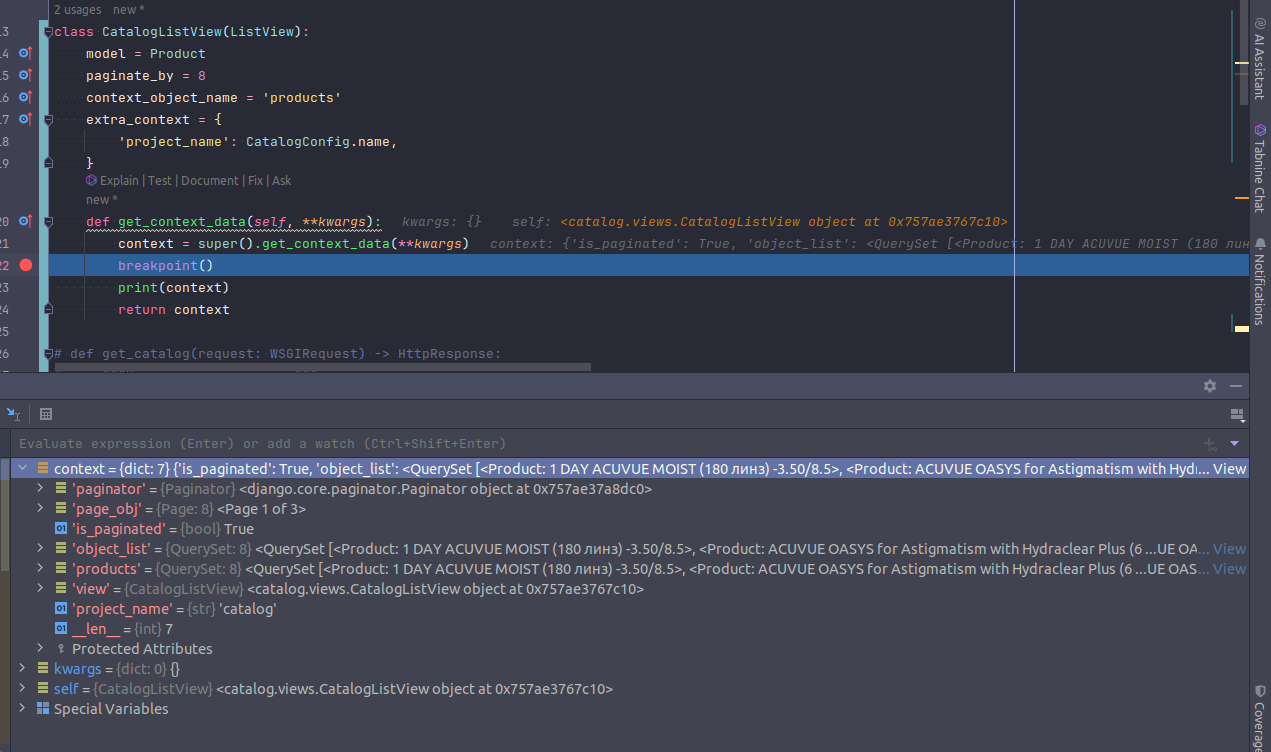 2 usages new *
13 class CatalogListView(ListView):
14 model = Product
15 paginate_by = 8
16 context_object_name = 'products'
17 extra_context = {
18 'project_name': CatalogConfig.name,
19 }
Explain | Test | Document | Fix | Ask
new *
20 def get_context_data(self, **kwargs): kwargs: {} self: <catalog.views.CatalogListView object at 0x757ae3767c10>
21 context = super().get_context_data(**kwargs) context: {'is_paginated': True, 'object_list': <QuerySet [<Product: 1 DAY ACUVUE MOIST (180 лин
22 breakpoint()
23 print(context)
24 return context
25
26 # def get_catalog(request: WSGIRequest) -> HttpResponse:
Evaluate expression (Enter) or add a watch (Ctrl+Shift+Enter)
context = {dict: 7} {'is_paginated': True, 'object_list': <QuerySet [<Product: 1 DAY ACUVUE MOIST (180 линз) -3.50/8.5>, <Product: ACUVUE OASYS for Astigmatism with Hydr... View
'paginator' = {Paginator} <django.core.paginator.Paginator object at 0x757ae37a8dc0>
'page_obj' = {Page: 8} <Page 1 of 3>
'is_paginated' = {bool} True
'object_list' = {QuerySet: 8} <QuerySet [<Product: 1 DAY ACUVUE MOIST (180 линз) -3.50/8.5>, <Product: ACUVUE OASYS for Astigmatism with Hydraclear Plus (6 ...UE OA... View
'products' = {QuerySet: 8} <QuerySet [<Product: 1 DAY ACUVUE MOIST (180 линз) -3.50/8.5>, <Product: ACUVUE OASYS for Astigmatism with Hydraclear Plus (6 ...UE OAS... View
'view' = {CatalogListView} <catalog.views.CatalogListView object at 0x757ae3767c10>
'project_name' = {str} 'catalog'
__len__ = {int} 7
Protected Attributes
kwargs = {dict: 0} {}
self = {CatalogListView} <catalog.views.CatalogListView object at 0x757ae3767c10>
Special Variables
AI Assistant
Tabnine Chat
Notifications
Coverage